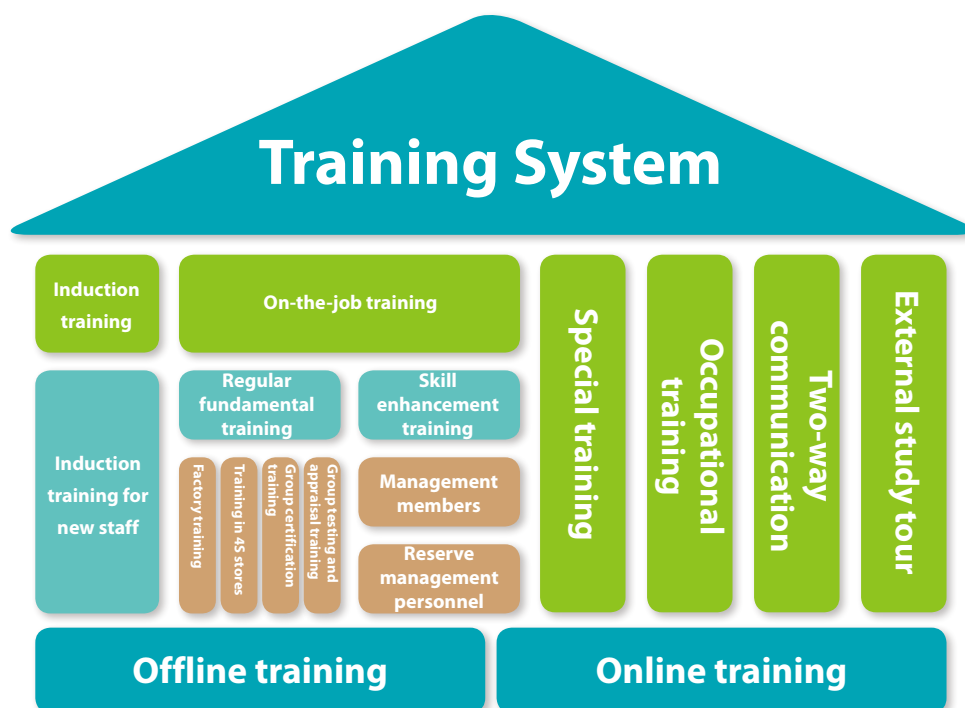 Training System
Induction
training
On-the-job training
Induction
training for
new staff
Regular
fundamental
training
Skill
enhancement
training
Factory training
Training in 4S stores
Group certification
training
Group testing and
appraisal training
Management
members
Reserve
management
personnel
Special training
Occupational
training
Two-way
communication
External study tour
Offline training
Online training